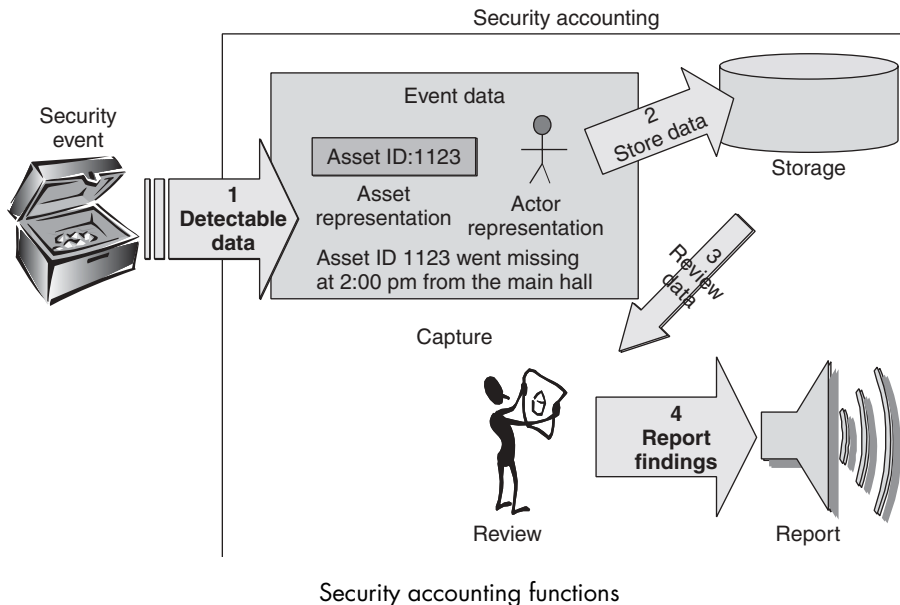 Security accounting
Security
event
1
Detectable
data
Event data
Asset ID:1123
Asset
representation
Actor
representation
Asset ID 1123 went missing
at 2:00 pm from the main hall
Capture
2
Store data
Storage
3
Review
data
Review
4
Report
findings
Report
Security accounting functions